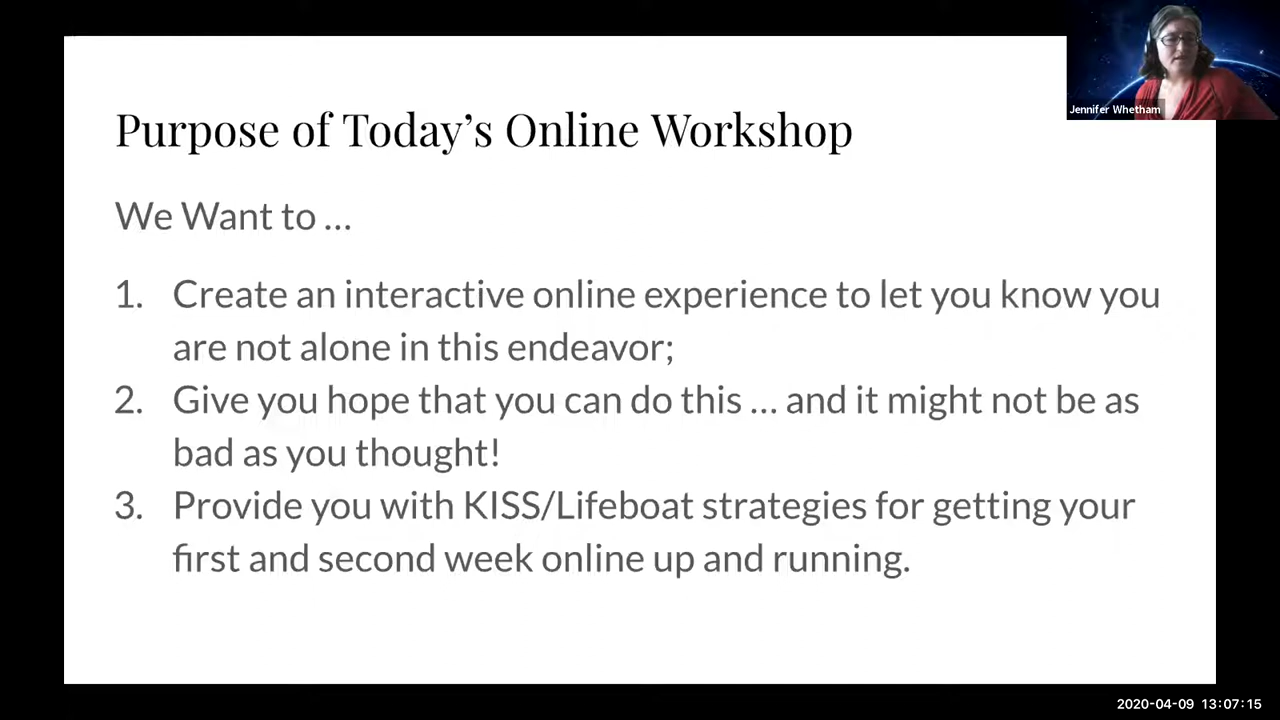 Purpose of Today's Online Workshop
Jennifer Whetham
We Want to ...
1. Create an interactive online experience to let you know you
are not alone in this endeavor;
2. Give you hope that you can do this ... and it might not be as
bad as you thought!
3. Provide you with KISS/Lifeboat strategies for getting your
first and second week online up and running.
2020-04-09 13:07:15